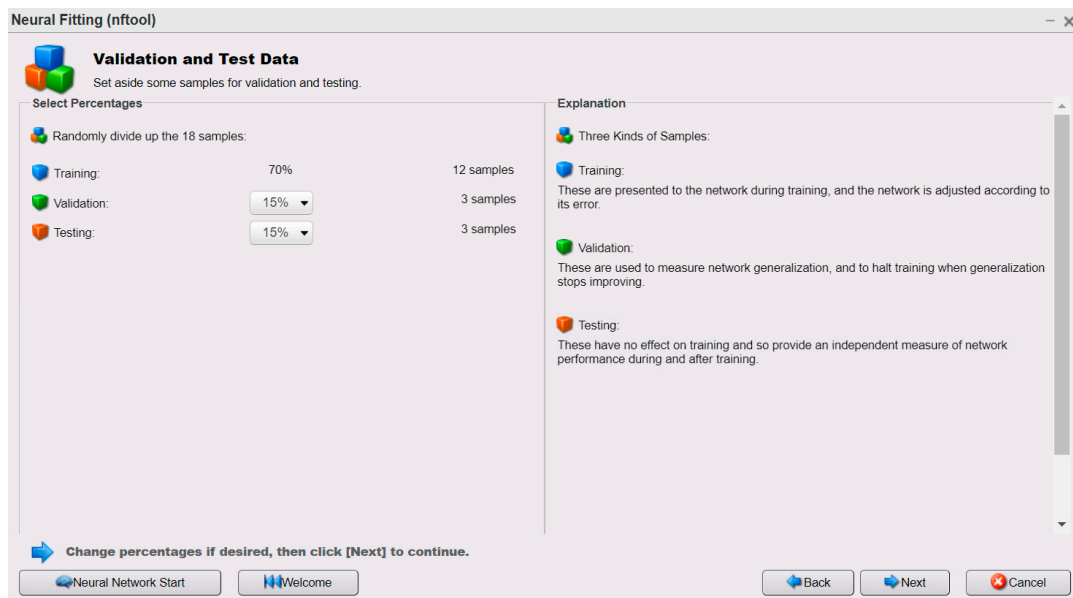 Neural Fitting (nftool)
Validation and Test Data
Set aside some samples for validation and testing.
Select Percentages
Randomly divide up the 18 samples:
Training: 70% 12 samples
Validation: 15% 3 samples
Testing: 15% 3 samples
Explanation
Three Kinds of Samples:
Training:
These are presented to the network during training, and the network is adjusted according to
its error.
Validation:
These are used to measure network generalization, and to halt training when generalization
stops improving.
Testing:
These have no effect on training and so provide an independent measure of network
performance during and after training.
Change percentages if desired, then click [Next] to continue.
Neural Network Start Welcome Back Next Cancel